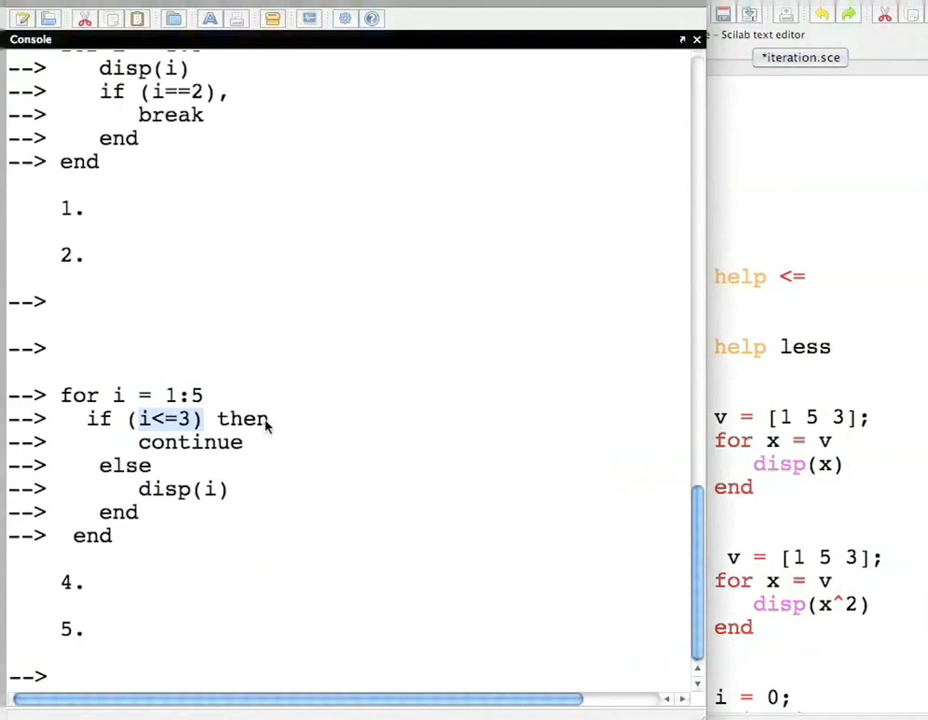 Console
--> disp(i)
--> if (i==2),
--> break
--> end
--> end
1.
2.
-->
-->
--> for i = 1:5
--> if (i<=3) then
--> continue
--> else
--> disp(i)
--> end
--> end
4.
5.
-->
– Scilab text editor
*iteration.sce
help <=
help less
v = [1 5 3];
for x = v
disp(x)
end
v = [1 5 3];
for x = v
disp(x^2)
end
i = 0;